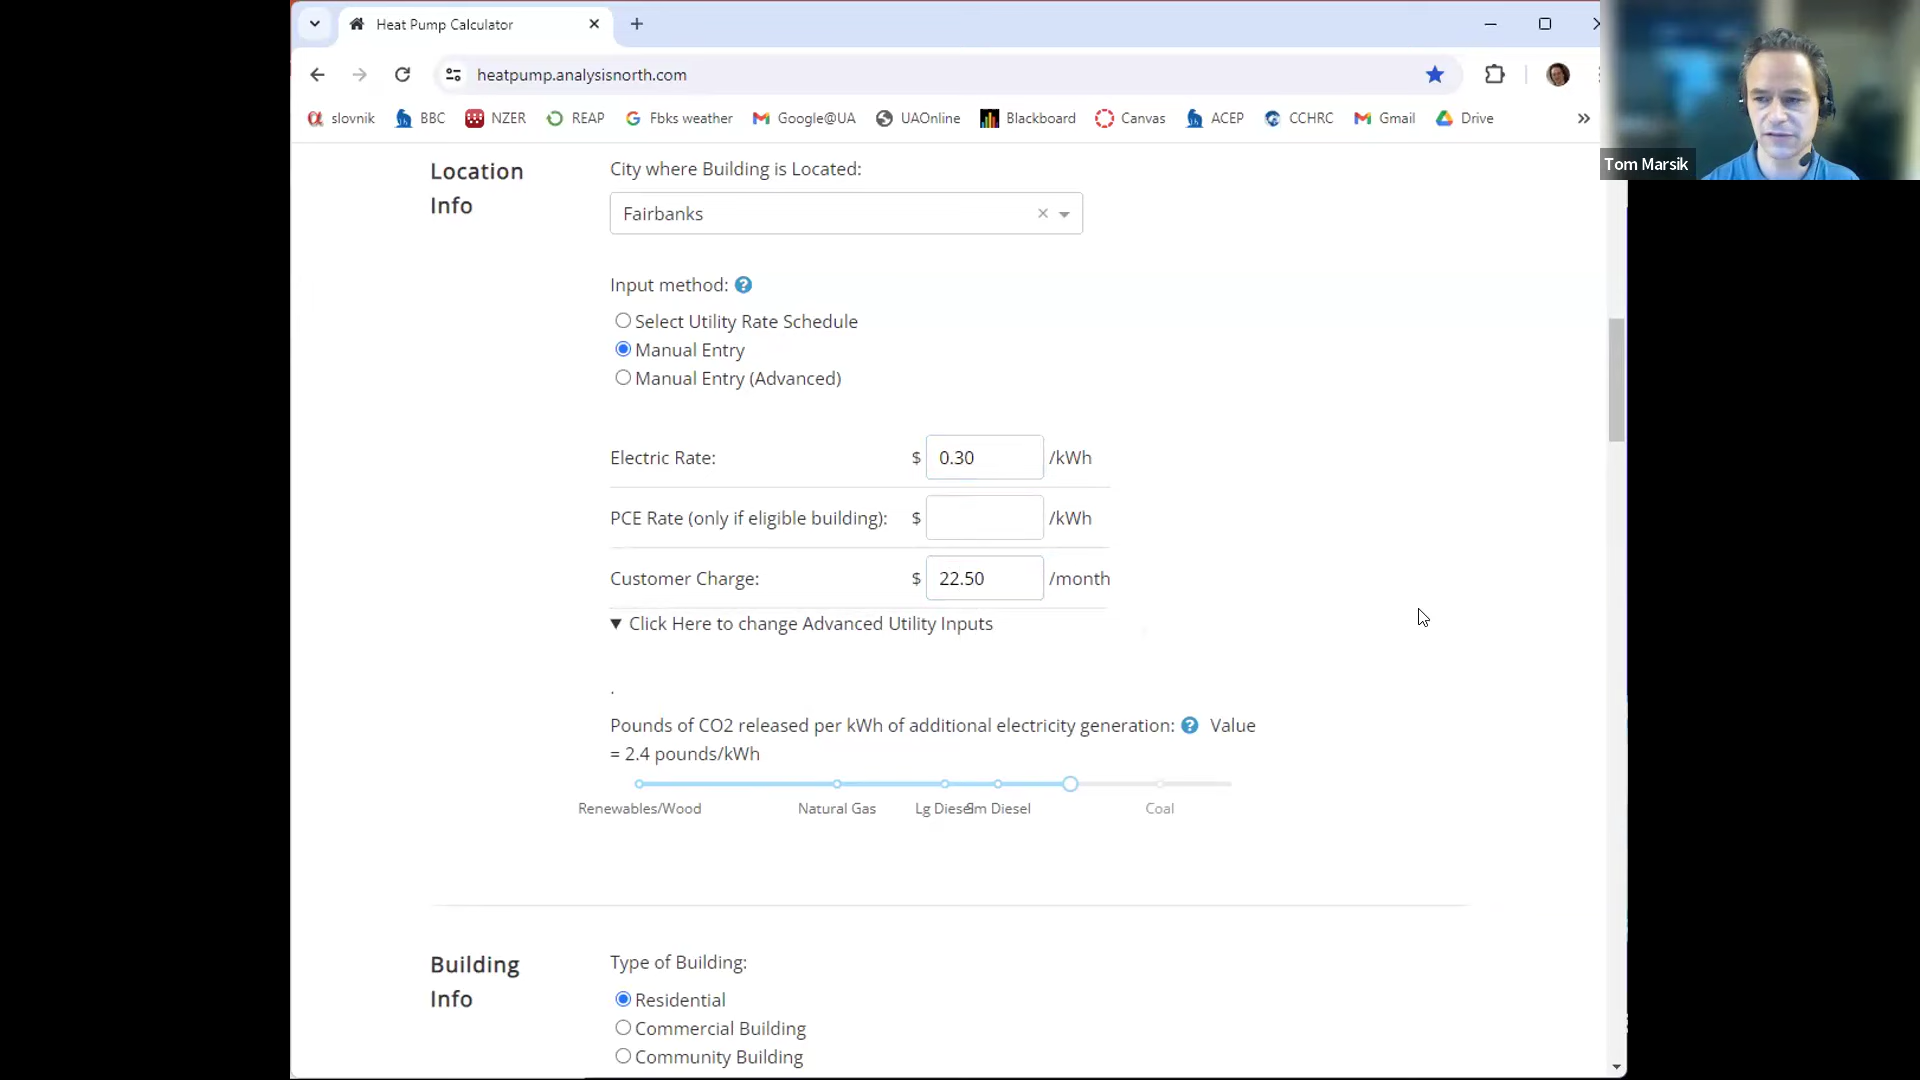 Heat Pump Calculator
heatpump.analysisnorth.com
slovnik BBC NZER REAP Fbks weather Google@UA UAOnline Blackboard Canvas ACEP CCHRC Gmail Drive »
Tom Marsik
Location
Info
City where Building is Located:
Fairbanks
Input method:
Select Utility Rate Schedule
Manual Entry
Manual Entry (Advanced)
Electric Rate: $ 0.30 /kWh
PCE Rate (only if eligible building): $ /kWh
Customer Charge: $ 22.50 /month
▼ Click Here to change Advanced Utility Inputs
.
Pounds of CO2 released per kWh of additional electricity generation: Value
= 2.4 pounds/kWh
Renewables/Wood Natural Gas Lg Diesel Sm Diesel Coal
Building
Info
Type of Building:
Residential
Commercial Building
Community Building